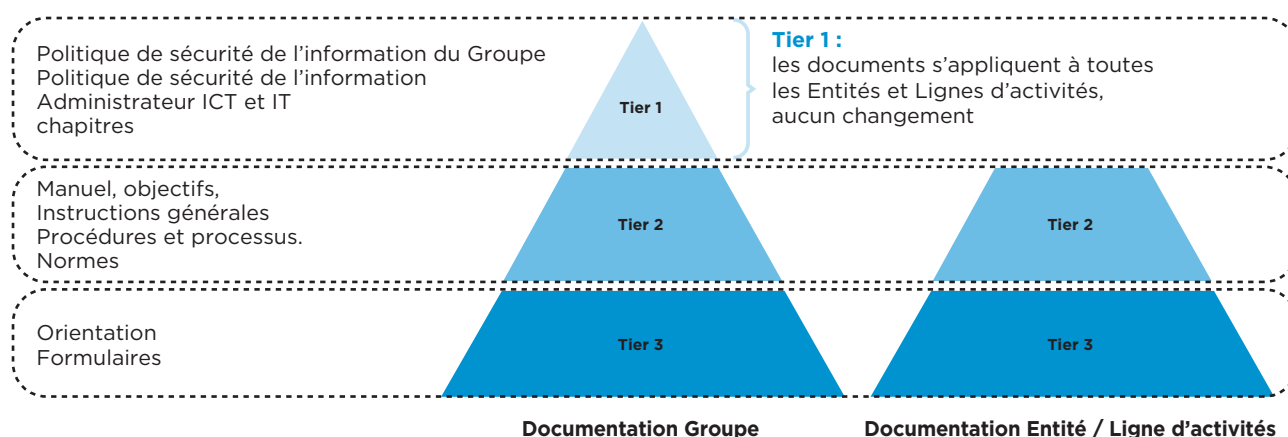 Politique de sécurité de l’information du Groupe
Politique de sécurité de l’information
Administrateur ICT et IT
chapitres
Tier 1
Tier 1 :
les documents s’appliquent à toutes
les Entités et Lignes d’activités,
aucun changement
Manuel, objectifs,
Instructions générales
Procédures et processus.
Normes
Tier 2
Tier 2
Orientation
Formulaires
Tier 3
Tier 3
Documentation Groupe
Documentation Entité / Ligne d’activités